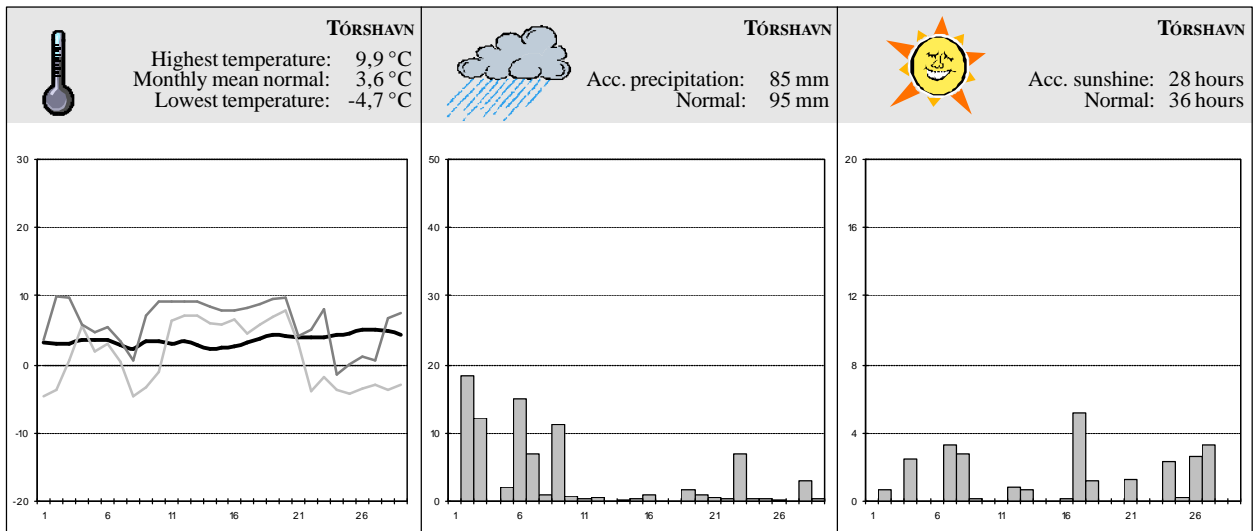 TÓRSHAVN
Highest temperature: 9,9 °C
Monthly mean normal: 3,6 °C
Lowest temperature: -4,7 °C
30
20
10
0
-10
-20
1 6 11 16 21 26
TÓRSHAVN
Acc. precipitation: 85 mm
Normal: 95 mm
50
40
30
20
10
0
1 6 11 16 21 26
TÓRSHAVN
Acc. sunshine: 28 hours
Normal: 36 hours
20
16
12
8
4
0
1 6 11 16 21 26